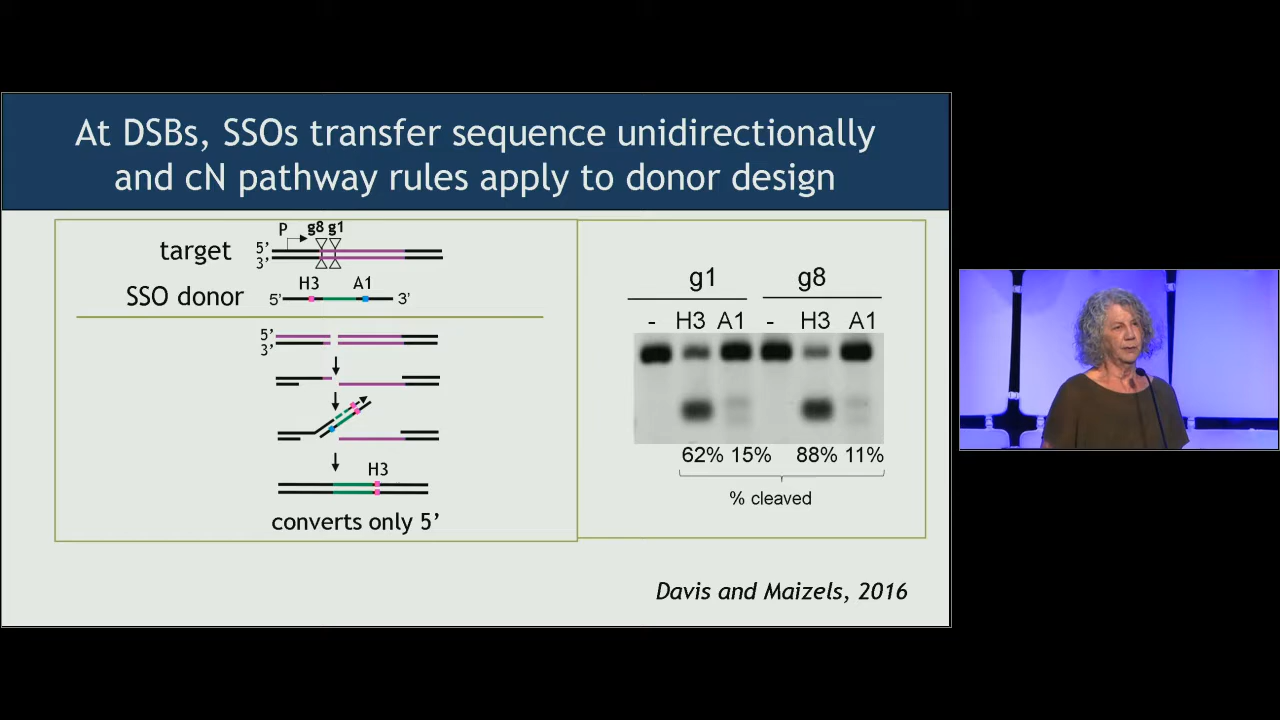 At DSBs, SSOs transfer sequence unidirectionally
and cN pathway rules apply to donor design
P g8 g1
target 5'
3'
H3 A1
SSO donor 5' 3'
5'
3'
H3
converts only 5'
g1 g8
- H3 A1 - H3 A1
62% 15% 88% 11%
% cleaved
Davis and Maizels, 2016